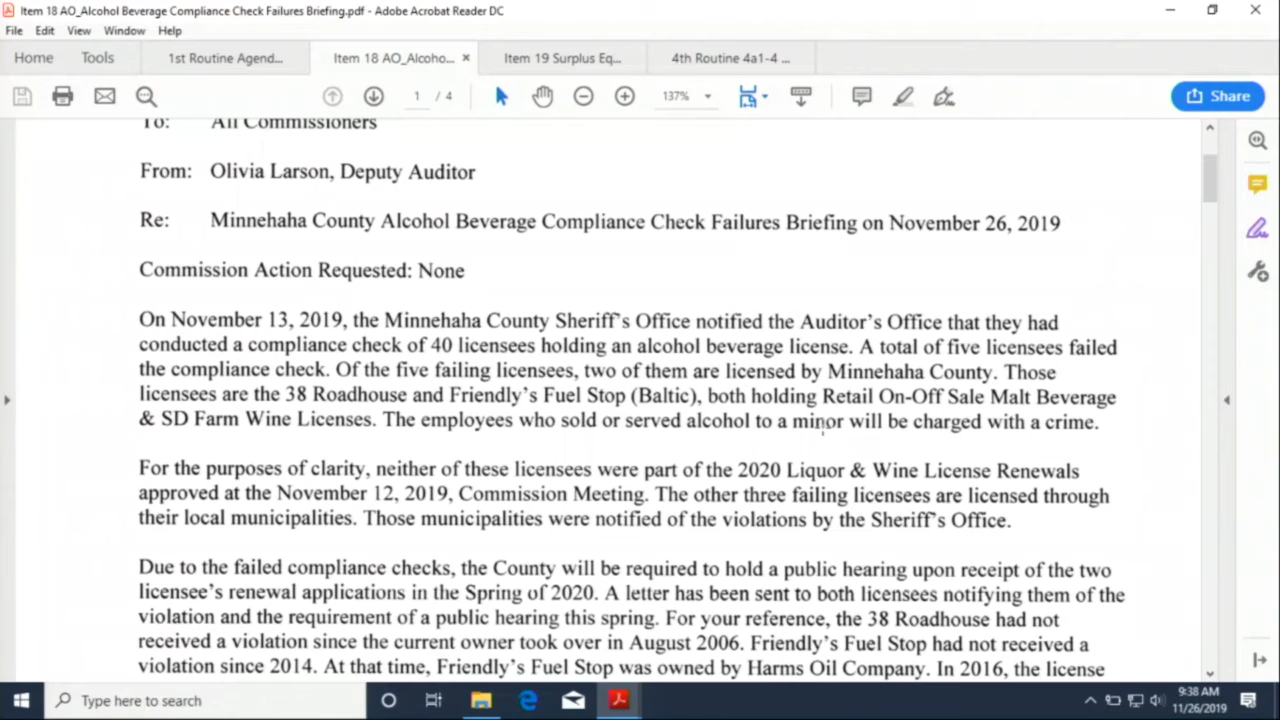 Item 18 AO_Alcohol Beverage Compliance Check Failures Briefing.pdf - Adobe Acrobat Reader DC
File Edit View Window Help
Home Tools 1st Routine Agend... Item 18 AO_Alcoho... × Item 19 Surplus Eq... 4th Routine 4a1-4 ...
1 / 4 137% Share
To: All Commissioners
From: Olivia Larson, Deputy Auditor
Re: Minnehaha County Alcohol Beverage Compliance Check Failures Briefing on November 26, 2019
Commission Action Requested: None
On November 13, 2019, the Minnehaha County Sheriff's Office notified the Auditor's Office that they had
conducted a compliance check of 40 licensees holding an alcohol beverage license. A total of five licensees failed
the compliance check. Of the five failing licensees, two of them are licensed by Minnehaha County. Those
licensees are the 38 Roadhouse and Friendly's Fuel Stop (Baltic), both holding Retail On-Off Sale Malt Beverage
& SD Farm Wine Licenses. The employees who sold or served alcohol to a minor will be charged with a crime.
For the purposes of clarity, neither of these licensees were part of the 2020 Liquor & Wine License Renewals
approved at the November 12, 2019, Commission Meeting. The other three failing licensees are licensed through
their local municipalities. Those municipalities were notified of the violations by the Sheriff's Office.
Due to the failed compliance checks, the County will be required to hold a public hearing upon receipt of the two
licensee's renewal applications in the Spring of 2020. A letter has been sent to both licensees notifying them of the
violation and the requirement of a public hearing this spring. For your reference, the 38 Roadhouse had not
received a violation since the current owner took over in August 2006. Friendly's Fuel Stop had not received a
violation since 2014. At that time, Friendly's Fuel Stop was owned by Harms Oil Company. In 2016, the license
Type here to search
9:38 AM
11/26/2019